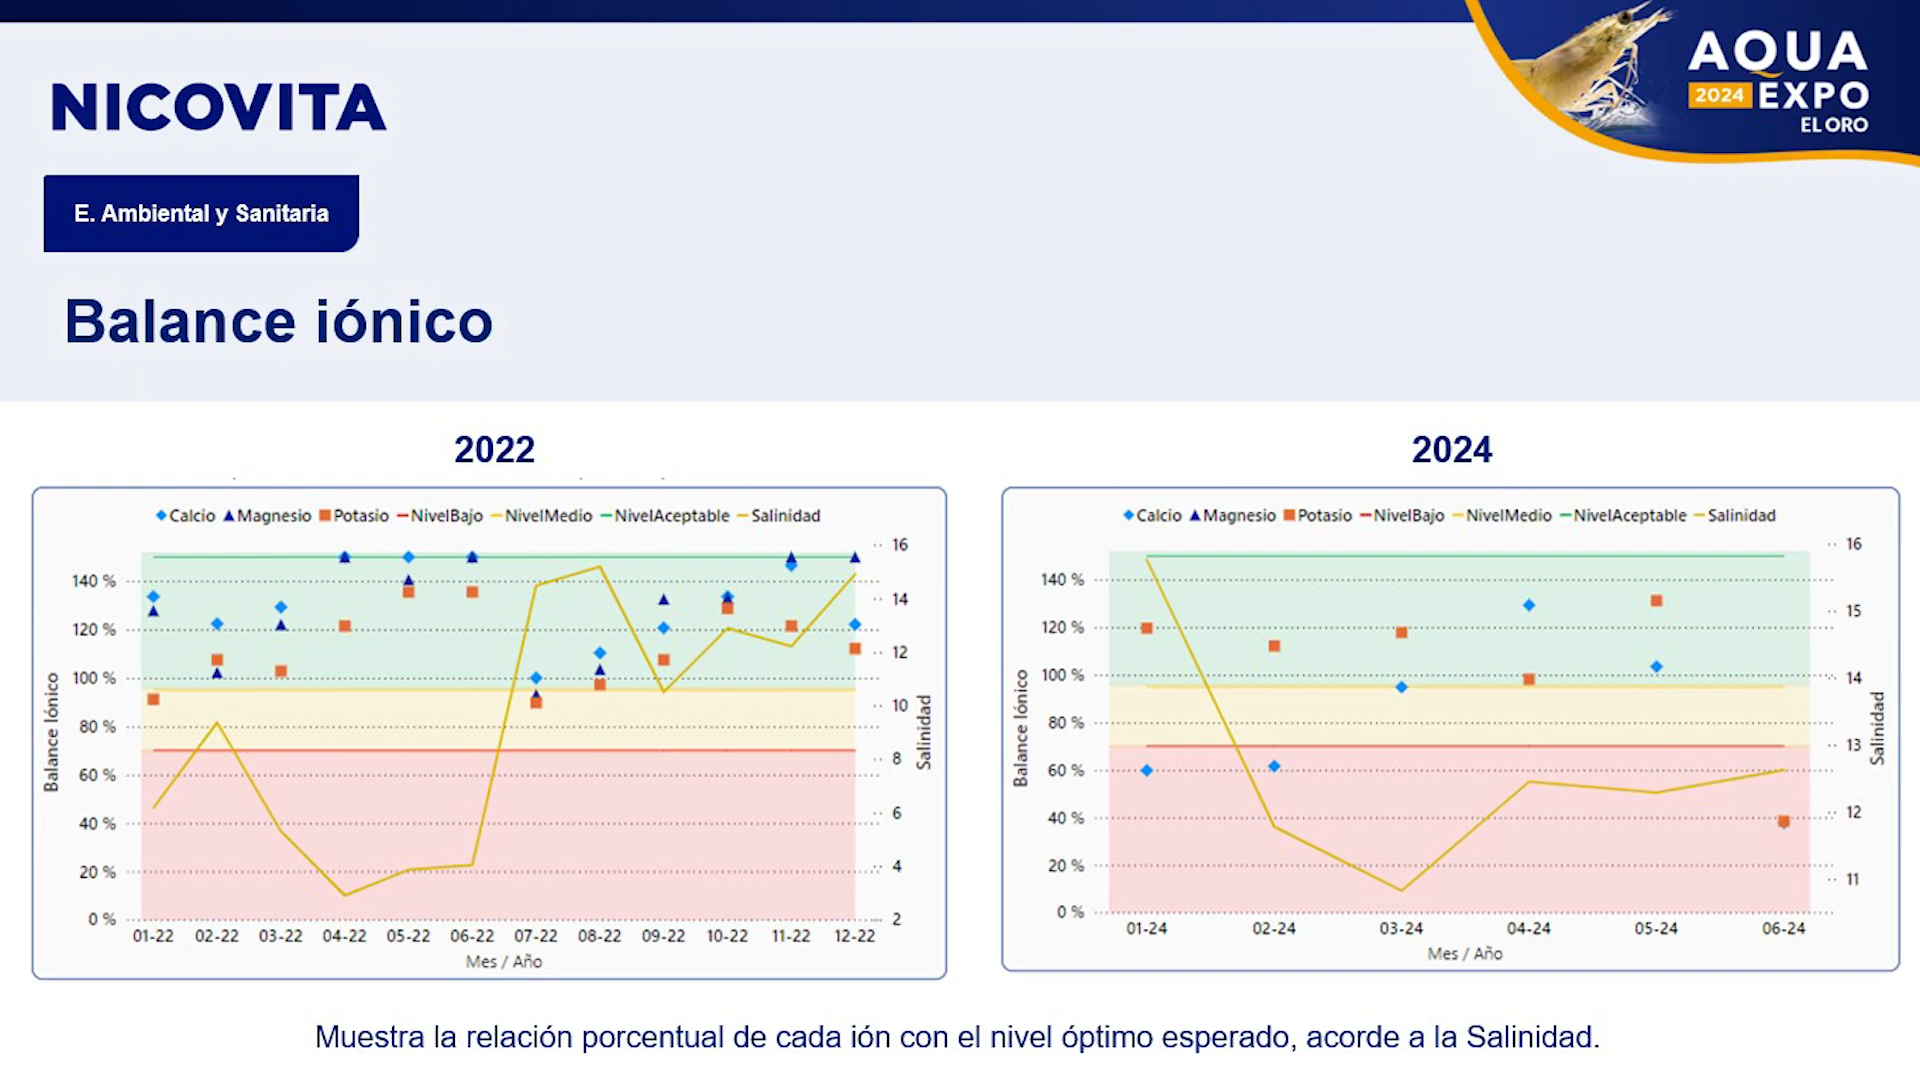 NICOVITA
AQUA
2024 EXPO
EL ORO
E. Ambiental y Sanitaria
Balance iónico
2022
2024
Calcio Magnesio Potasio NivelBajo NivelMedio NivelAceptable Salinidad
140 %
120 %
100 %
80 %
60 %
40 %
20 %
0 %
Balance Iónico
16
14
12
10
8
6
4
2
Salinidad
01-22 02-22 03-22 04-22 05-22 06-22 07-22 08-22 09-22 10-22 11-22 12-22
Mes / Año
Calcio Magnesio Potasio NivelBajo NivelMedio NivelAceptable Salinidad
140 %
120 %
100 %
80 %
60 %
40 %
20 %
0 %
Balance Iónico
16
15
14
13
12
11
Salinidad
01-24 02-24 03-24 04-24 05-24 06-24
Mes / Año
Muestra la relación porcentual de cada ión con el nivel óptimo esperado, acorde a la Salinidad.